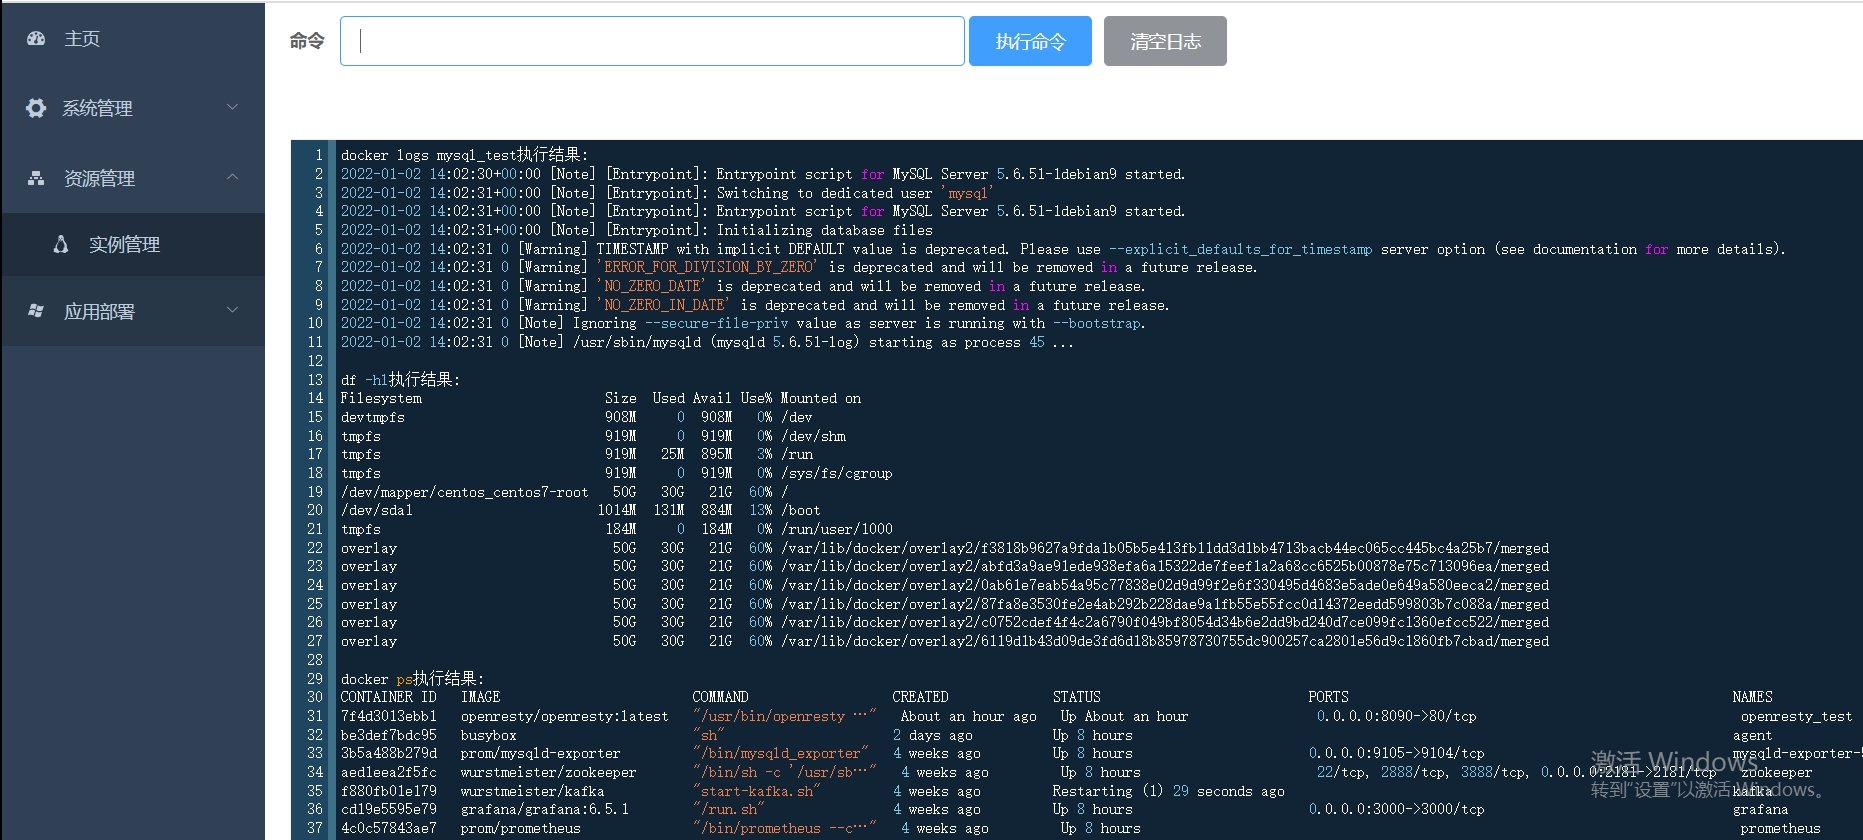 主页
系统管理
资源管理
实例管理
应用部署
命令
执行命令
清空日志
1 docker logs mysql_test执行结果:
2 2022-01-02 14:02:30+00:00 [Note] [Entrypoint]: Entrypoint script for MySQL Server 5.6.51-1debian9 started.
3 2022-01-02 14:02:31+00:00 [Note] [Entrypoint]: Switching to dedicated user 'mysql'
4 2022-01-02 14:02:31+00:00 [Note] [Entrypoint]: Entrypoint script for MySQL Server 5.6.51-1debian9 started.
5 2022-01-02 14:02:31+00:00 [Note] [Entrypoint]: Initializing database files
6 2022-01-02 14:02:31 0 [Warning] TIMESTAMP with implicit DEFAULT value is deprecated. Please use --explicit_defaults_for_timestamp server option (see documentation for more details).
7 2022-01-02 14:02:31 0 [Warning] 'ERROR_FOR_DIVISION_BY_ZERO' is deprecated and will be removed in a future release.
8 2022-01-02 14:02:31 0 [Warning] 'NO_ZERO_DATE' is deprecated and will be removed in a future release.
9 2022-01-02 14:02:31 0 [Warning] 'NO_ZERO_IN_DATE' is deprecated and will be removed in a future release.
10 2022-01-02 14:02:31 0 [Note] Ignoring --secure-file-priv value as server is running with --bootstrap.
11 2022-01-02 14:02:31 0 [Note] /usr/sbin/mysqld (mysqld 5.6.51-log) starting as process 45 ...
12
13 df -hl执行结果:
14 Filesystem Size Used Avail Use% Mounted on
15 devtmpfs 908M 0 908M 0% /dev
16 tmpfs 919M 0 919M 0% /dev/shm
17 tmpfs 919M 25M 895M 3% /run
18 tmpfs 919M 0 919M 0% /sys/fs/cgroup
19 /dev/mapper/centos_centos7-root 50G 30G 21G 60% /
20 /dev/sda1 1014M 131M 884M 13% /boot
21 tmpfs 184M 0 184M 0% /run/user/1000
22 overlay 50G 30G 21G 60% /var/lib/docker/overlay2/f3818b9627a9fda1b05b5e413fb11dd3d1bb4713bacb44ec065cc445bc4a25b7/merged
23 overlay 50G 30G 21G 60% /var/lib/docker/overlay2/abfd3a9ae91ede938efa6a15322de7feef1a2a68cc6525b00878e75c713096ea/merged
24 overlay 50G 30G 21G 60% /var/lib/docker/overlay2/0ab61e7eab54a95c77838e02d9d99f2e6f330495d4683e5ade0e649a580eeca2/merged
25 overlay 50G 30G 21G 60% /var/lib/docker/overlay2/87fa8e3530fe2e4ab292b228dae9a1fb55e55fcc0d14372eedd599803b7c088a/merged
26 overlay 50G 30G 21G 60% /var/lib/docker/overlay2/c0752cdef4f4c2a6790f049bf8054d34b6e2dd9bd240d7ce099fc1360efcc522/merged
27 overlay 50G 30G 21G 60% /var/lib/docker/overlay2/6119d1b43d09de3fd6d18b85978730755dc900257ca2801e56d9c1860fb7cbad/merged
28
29 docker ps执行结果:
30 CONTAINER ID IMAGE COMMAND CREATED STATUS PORTS NAMES
31 7f4d3013ebb1 openresty/openresty:latest "/usr/bin/openresty …" About an hour ago Up About an hour 0.0.0.0:8090->80/tcp openresty_test
32 be3def7bdc95 busybox "sh" 2 days ago Up 8 hours agent
33 3b5a488b279d prom/mysqld-exporter "/bin/mysqld_exporter" 4 weeks ago Up 8 hours 0.0.0.0:9105->9104/tcp mysqld-exporter-
34 aed1eea2f5fc wurstmeister/zookeeper "/bin/sh -c '/usr/sb…" 4 weeks ago Up 8 hours 22/tcp, 2888/tcp, 3888/tcp, 0.0.0.0:2181->2181/tcp zookeeper
35 f880fb01e179 wurstmeister/kafka "start-kafka.sh" 4 weeks ago Restarting (1) 29 seconds ago kafka
36 cd19e5595e79 grafana/grafana:6.5.1 "/run.sh" 4 weeks ago Up 8 hours 0.0.0.0:3000->3000/tcp grafana
37 4c0c57843ae7 prom/prometheus "/bin/prometheus --c…" 4 weeks ago Up 8 hours prometheus
激活 Windows
转到"设置"以激活 Windows。